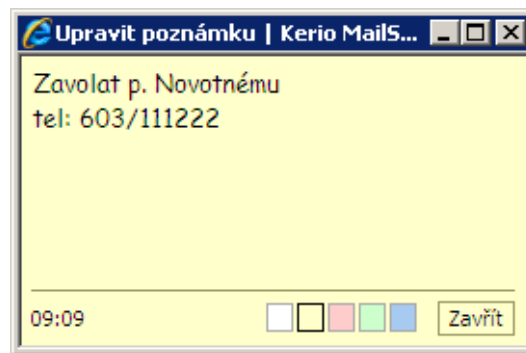 Upravit poznámku | Kerio MailS...
Zavolat p. Novotnému
tel: 603/111222
09:09
Zavřít